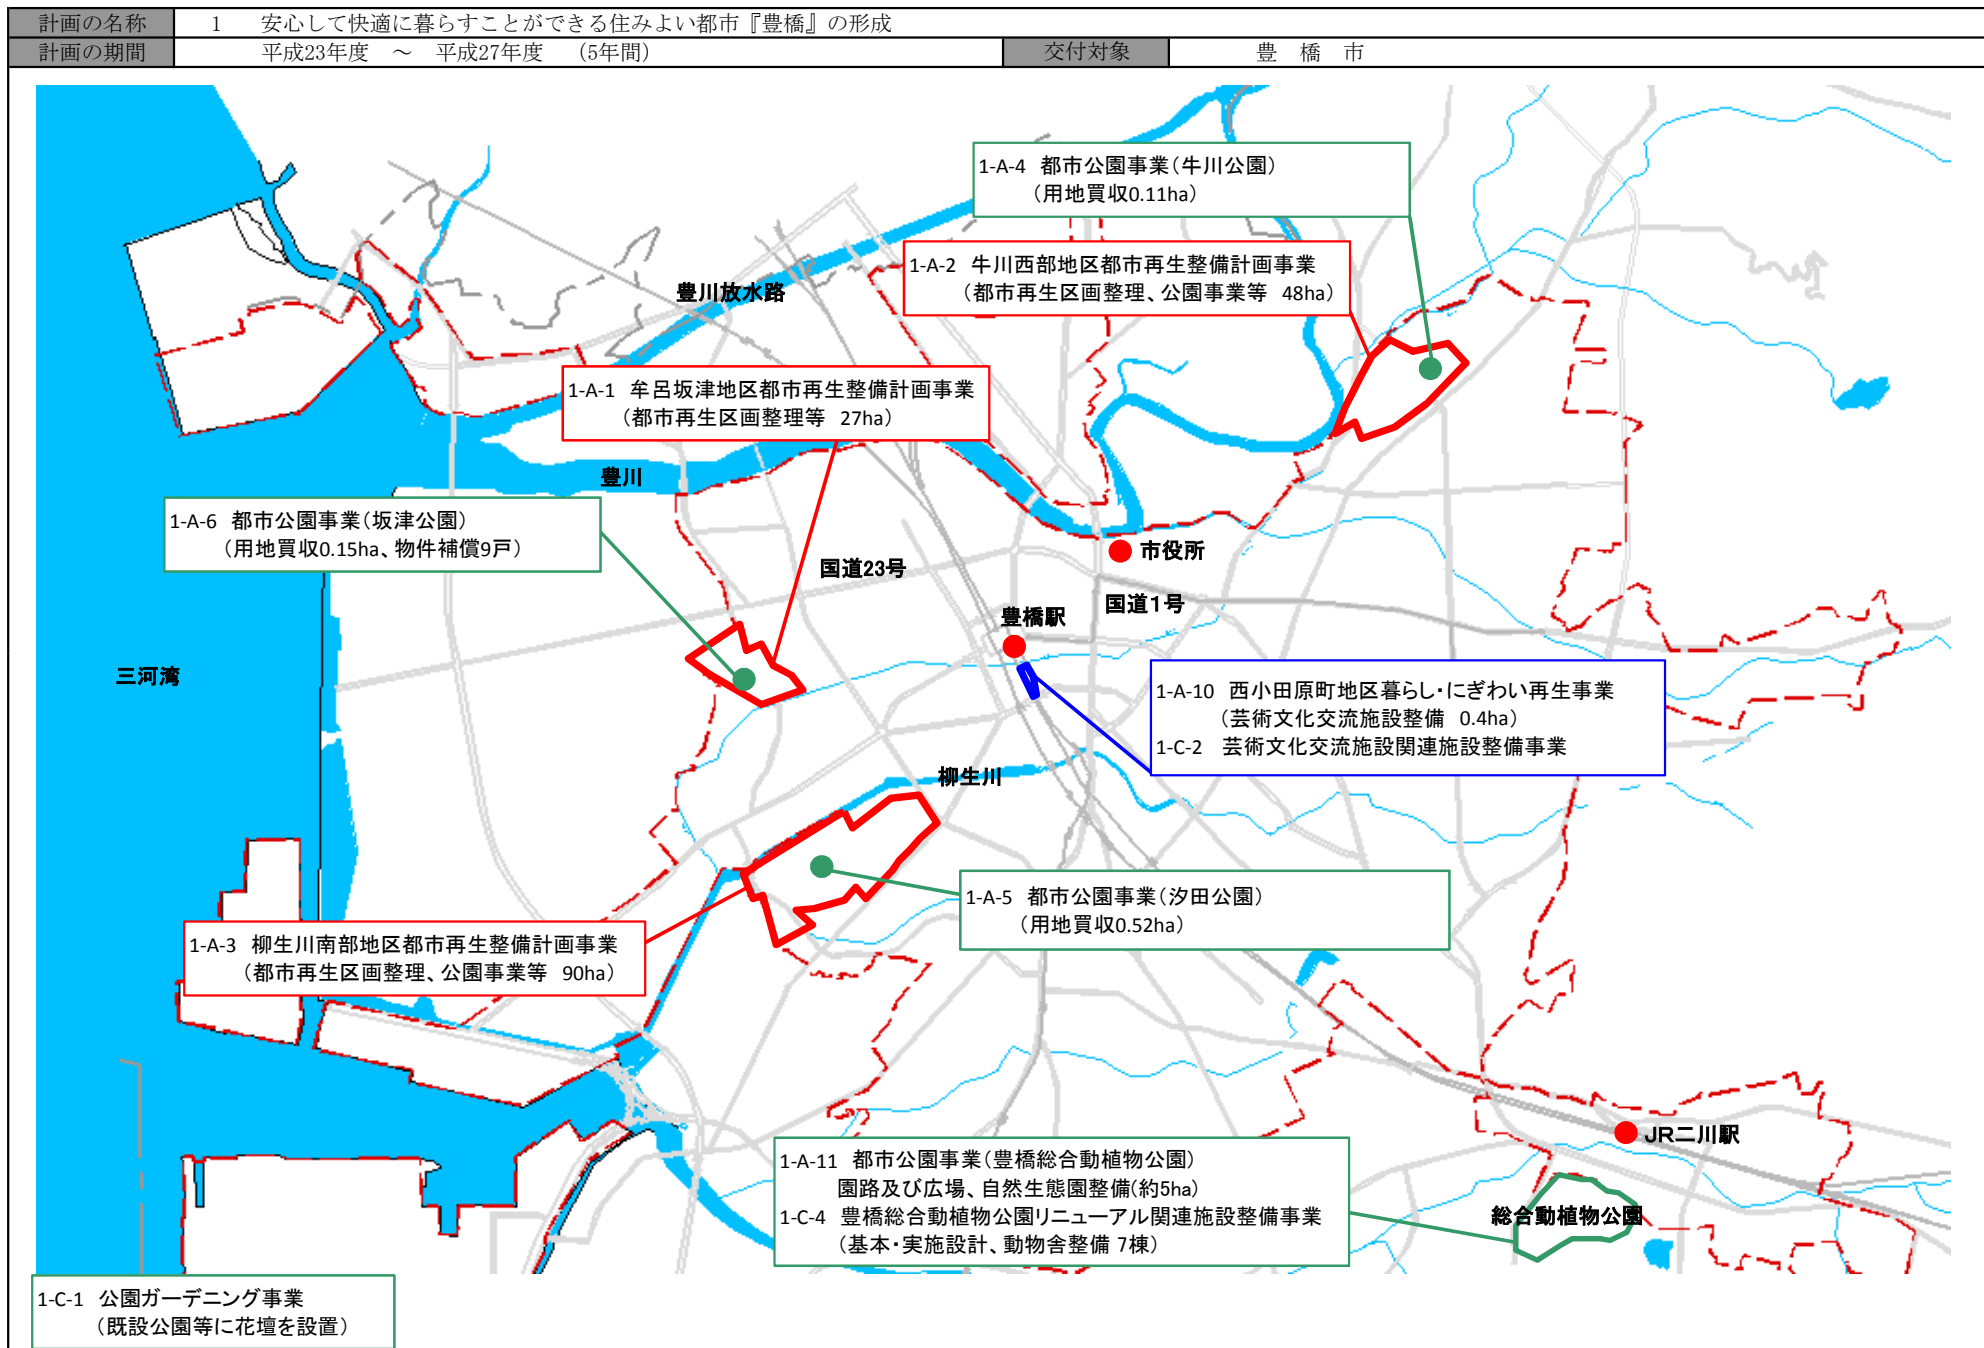 計画の名称 1 安心して快適に暮らすことができる住みよい都市『豊橋』の形成
計画の期間 平成23年度 ～ 平成27年度 （5年間） 交付対象 豊 橋 市
1-A-4 都市公園事業（牛川公園）
（用地買収0.11ha）
1-A-2 牛川西部地区都市再生整備計画事業
（都市再生区画整理、公園事業等 48ha）
豊川放水路
1-A-1 牟呂坂津地区都市再生整備計画事業
（都市再生区画整理等 27ha）
豊川
1-A-6 都市公園事業（坂津公園）
（用地買収0.15ha、物件補償9戸）
国道23号
市役所
国道１号
豊橋駅
三河湾
1-A-10 西小田原町地区暮らし・にぎわい再生事業
（芸術文化交流施設整備 0.4ha）
1-C-2 芸術文化交流施設関連施設整備事業
柳生川
1-A-5 都市公園事業（汐田公園）
（用地買収0.52ha）
1-A-3 柳生川南部地区都市再生整備計画事業
（都市再生区画整理、公園事業等 90ha）
JR二川駅
1-A-11 都市公園事業（豊橋総合動植物公園）
園路及び広場、自然生態園整備(約5ha)
1-C-4 豊橋総合動植物公園リニューアル関連施設整備事業
（基本・実施設計、動物舎整備 7棟）
総合動植物公園
1-C-1 公園ガーデニング事業
（既設公園等に花壇を設置）